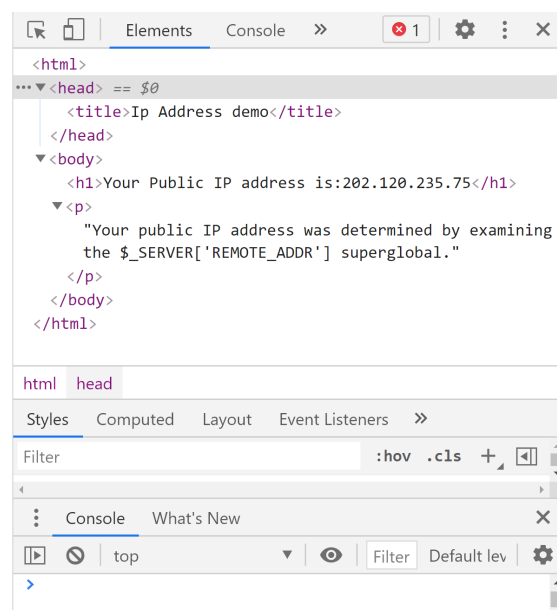 Elements Console » 1
<html>
··· ▼<head> == $0
<title>Ip Address demo</title>
</head>
▼<body>
<h1>Your Public IP address is:202.120.235.75</h1>
▼<p>
"Your public IP address was determined by examining
the $_SERVER['REMOTE_ADDR'] superglobal."
</p>
</body>
</html>
html head
Styles Computed Layout Event Listeners »
Filter :hov .cls +
Console What's New
top ▼ Filter Default lev
>